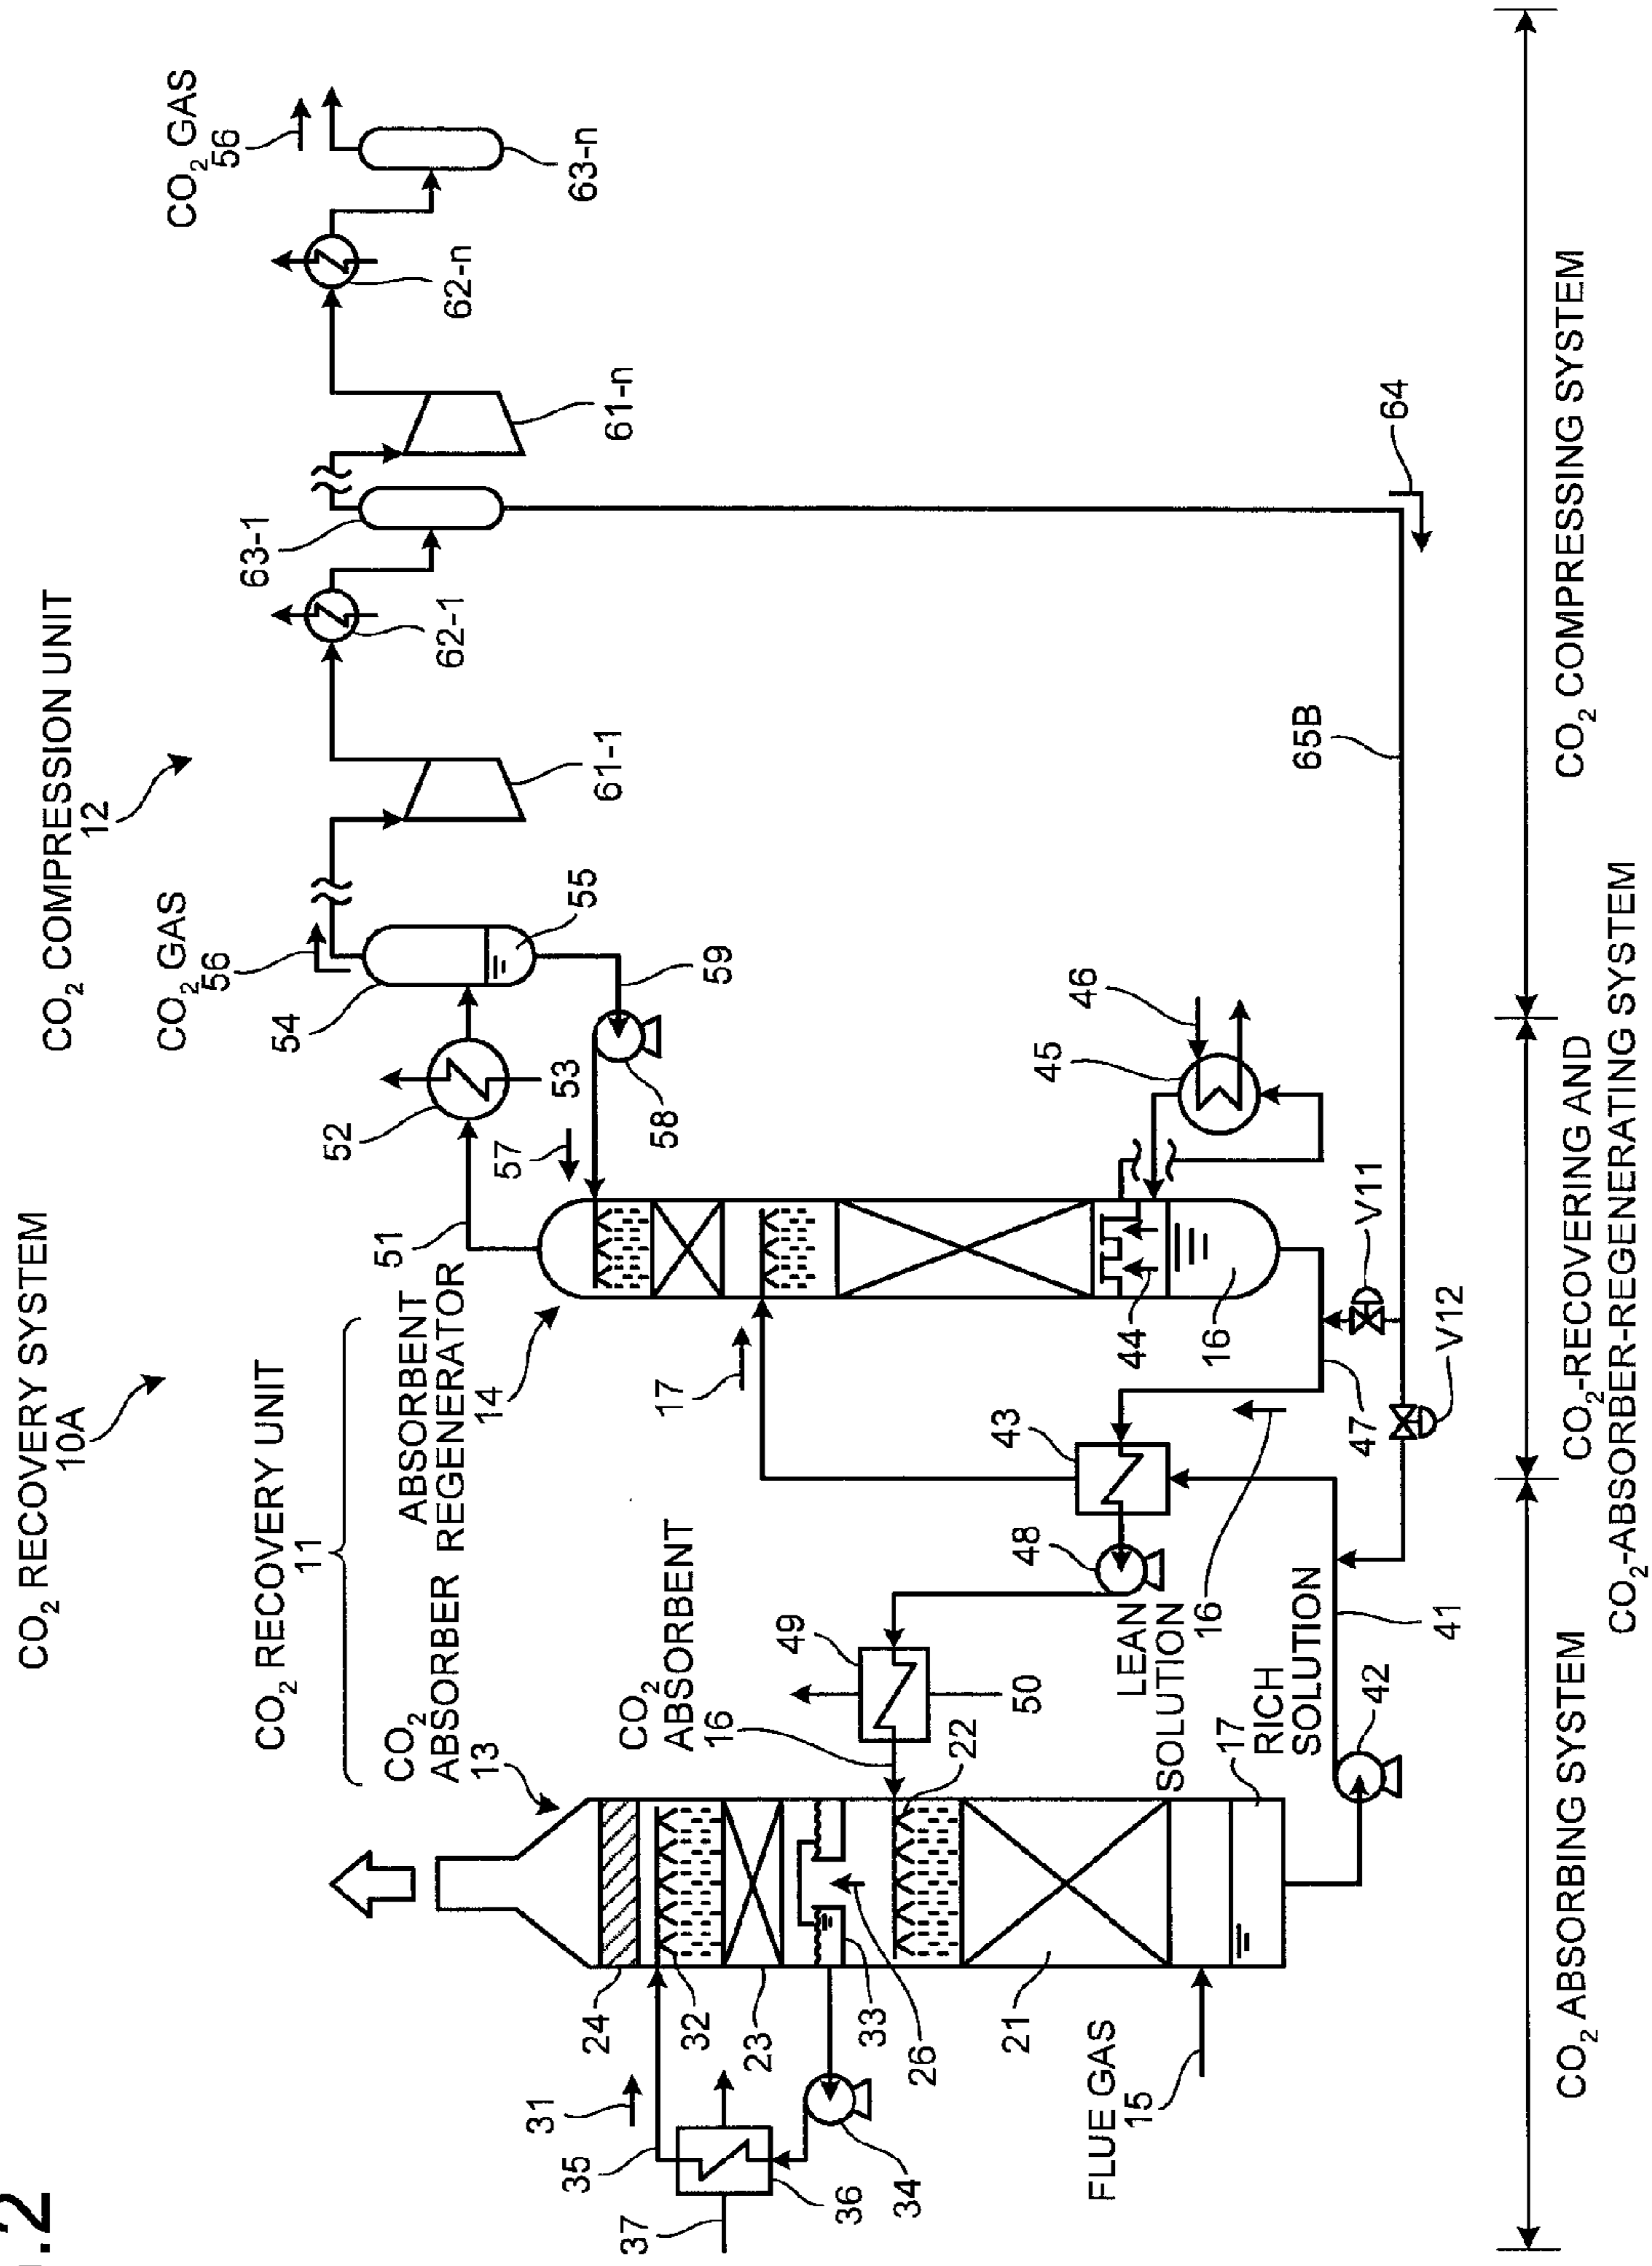 .2
CO₂ RECOVERY SYSTEM
10A
CO₂ COMPRESSION UNIT
12
CO₂ RECOVERY UNIT
11
CO₂
ABSORBER
13
ABSORBENT
REGENERATOR
14
51
52
53
54
CO₂ GAS
56
55
57
58
59
61-1
62-1
63-1
61-n
62-n
63-n
CO₂ GAS
56
24
31
32
35
37
36
34
23
33
26
21
22
FLUE GAS
15
CO₂
ABSORBENT
16
49
50
48
43
17
LEAN
SOLUTION
16
17
RICH
SOLUTION
42
41
44
16
45
46
47
V11
V12
65B
64
CO₂ ABSORBING SYSTEM
CO₂-RECOVERING AND
CO₂-ABSORBER-REGENERATING SYSTEM
CO₂ COMPRESSING SYSTEM